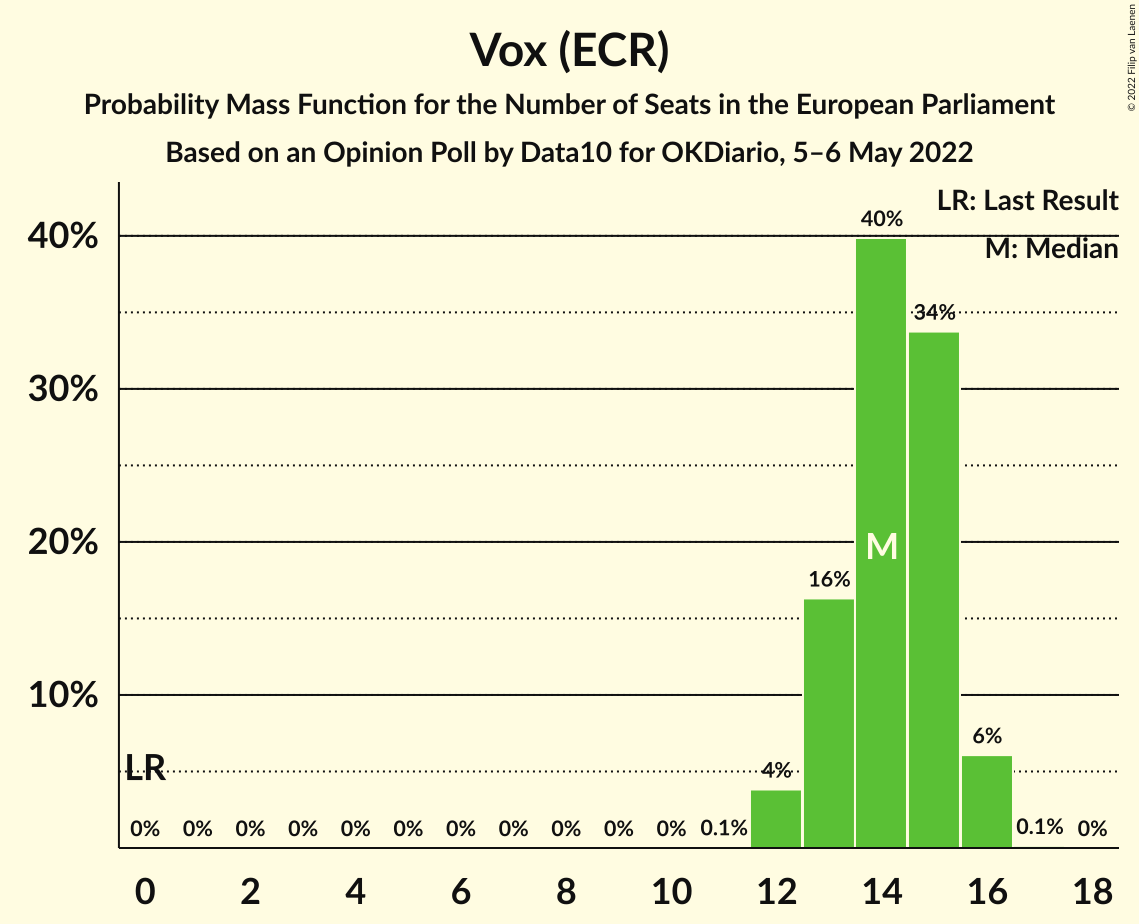 Vox (ECR)
Probability Mass Function for the Number of Seats in the European Parliament
Based on an Opinion Poll by Data10 for OKDiario, 5–6 May 2022
© 2022 Filip van Laenen
LR: Last Result
M: Median
40%
30%
20%
10%
40%
34%
M
16%
6%
LR
4%
0% 0% 0% 0% 0% 0% 0% 0% 0% 0% 0% 0.1% 0.1% 0%
0 2 4 6 8 10 12 14 16 18